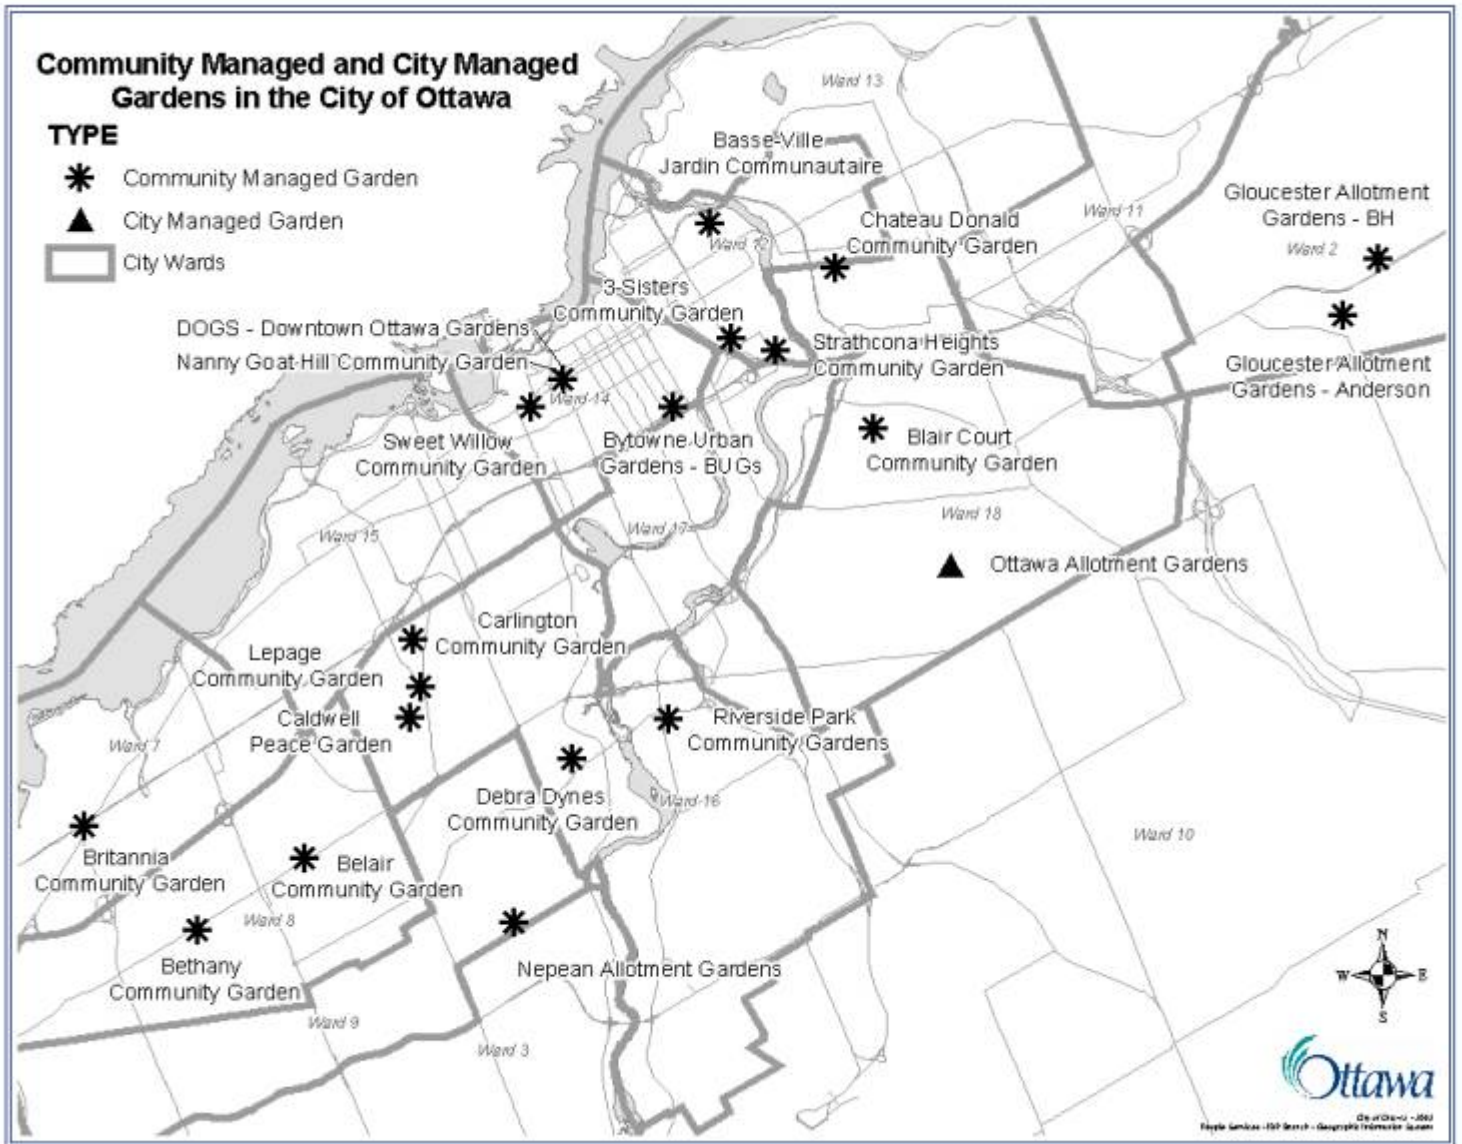 Community Managed and City Managed
Gardens in the City of Ottawa
TYPE
Community Managed Garden
City Managed Garden
City Wards
Ward 13
Basse-Ville
Jardin Communautaire
Gloucester Allotment
Gardens - BH
Ward 11
Chateau Donald
Community Garden
Ward 2
Ward 12
3-Sisters
Community Garden
DOGS - Downtown Ottawa Gardens
Nanny Goat Hill Community Garden
Strathcona Heights
Community Garden
Gloucester Allotment
Gardens - Anderson
Ward 14
Sweet Willow
Community Garden
Bytowne Urban
Gardens - BUGs
Blair Court
Community Garden
Ward 18
Ward 17
Ward 15
Ottawa Allotment Gardens
Carlington
Community Garden
Lepage
Community Garden
Caldwell
Peace Garden
Riverside Park
Community Gardens
Ward 7
Debra Dynes
Community Garden
Ward 16
Ward 10
Britannia
Community Garden
Belair
Community Garden
Ward 8
Bethany
Community Garden
Nepean Allotment Gardens
Ward 9
Ward 3
N
W E
S
Ottawa